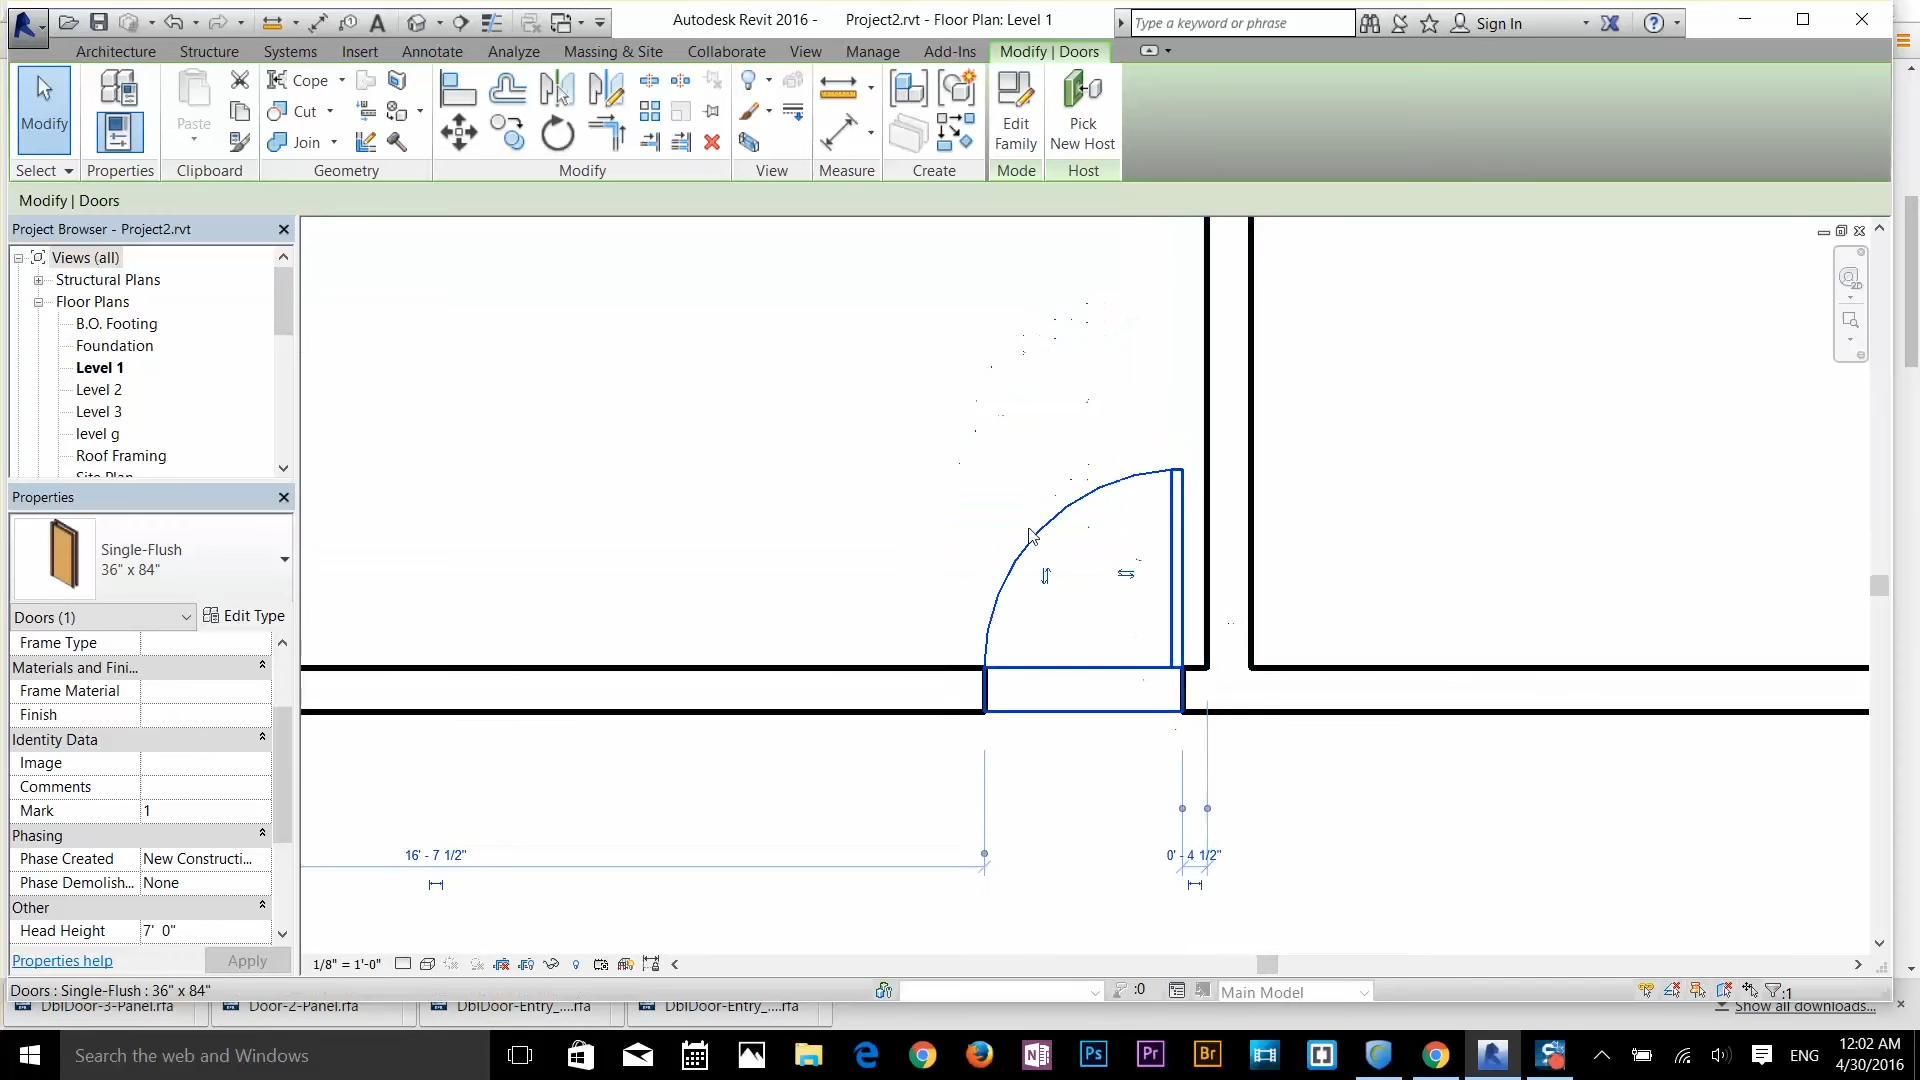 Autodesk Revit 2016 - Project2.rvt - Floor Plan: Level 1
Type a keyword or phrase
Sign In
Architecture Structure Systems Insert Annotate Analyze Massing & Site Collaborate View Manage Add-Ins Modify | Doors
Modify
Paste
Cope
Cut
Join
Edit
Family
Pick
New Host
Select Properties Clipboard Geometry Modify View Measure Create Mode Host
Modify | Doors
Project Browser - Project2.rvt
Views (all)
Structural Plans
Floor Plans
B.O. Footing
Foundation
Level 1
Level 2
Level 3
level g
Roof Framing
Site Plan
Properties
Single-Flush
36" x 84"
Doors (1)
Edit Type
Frame Type
Materials and Fini...
Frame Material
Finish
Identity Data
Image
Comments
Mark 1
Phasing
Phase Created New Constructi...
Phase Demolish... None
Other
Head Height 7' 0"
Properties help
Apply
2D
16' - 7 1/2"
0' - 4 1/2"
1/8" = 1'-0"
Doors : Single-Flush : 36" x 84"
:0
Main Model
:1
DblDoor-3-Panel.rfa
Door-2-Panel.rfa
DblDoor-Entry_....rfa
DblDoor-Entry_....rfa
Show all downloads...
Search the web and Windows
Ps
Pr
Br
ENG
12:02 AM
4/30/2016